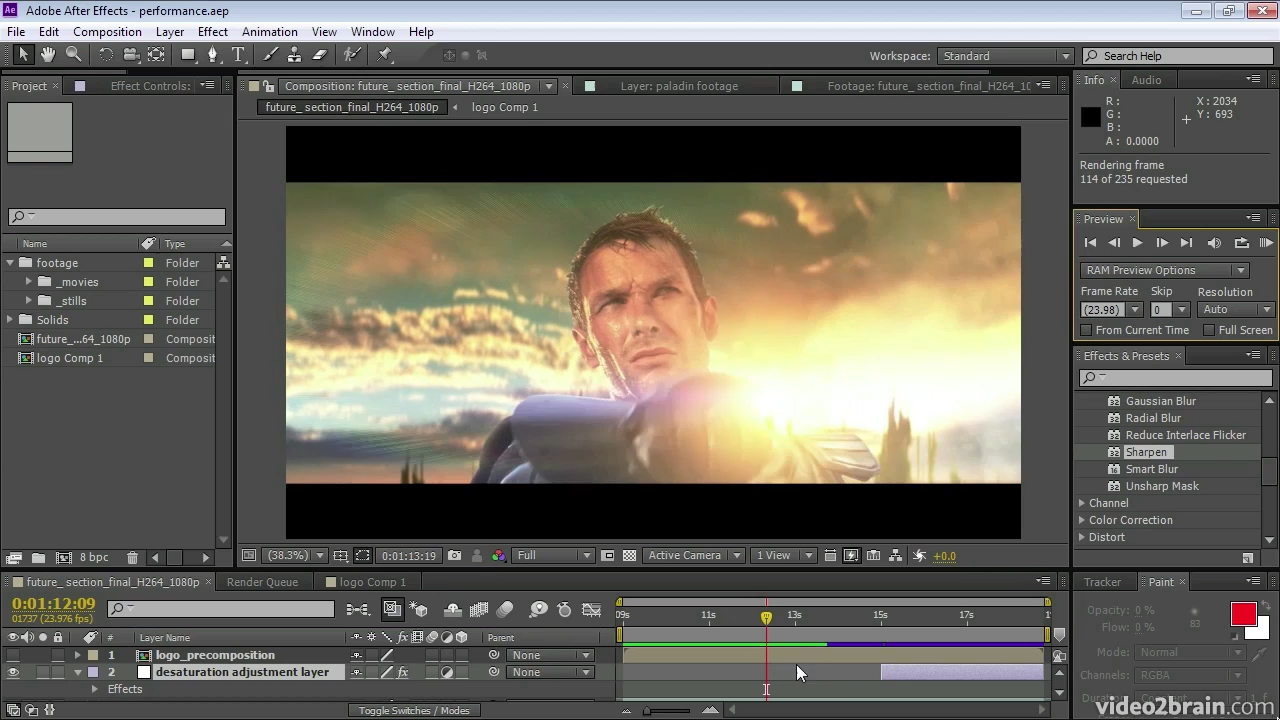 Adobe After Effects - performance.aep
File Edit Composition Layer Effect Animation View Window Help
Workspace: Standard Search Help
Project Effect Controls:
Composition: future_ section_final_H264_1080p
Layer: paladin footage
Footage: future_ section_final_H264_10
future_ section_final_H264_1080p logo Comp 1
Name Type
footage Folder
_movies Folder
_stills Folder
Solids Folder
future_...64_1080p Composit
logo Comp 1 Composit
8 bpc
(38.3%) 0:01:13:19 Full Active Camera 1 View +0.0
Info Audio
R : X : 2034
G : Y : 693
B :
A : 0.0000
Rendering frame
114 of 235 requested
Preview
RAM Preview Options
Frame Rate Skip Resolution
(23.98) 0 Auto
From Current Time Full Screen
Effects & Presets
Gaussian Blur
Radial Blur
Reduce Interlace Flicker
Sharpen
Smart Blur
Unsharp Mask
Channel
Color Correction
Distort
future_ section_final_H264_1080p Render Queue logo Comp 1
0:01:12:09
01737 (23.976 fps)
09s 11s 13s 15s 17s
# Layer Name Parent
1 logo_precomposition None
2 desaturation adjustment layer None
Effects
Toggle Switches / Modes
Tracker Paint
Opacity: 0 %
Flow: 0 % 83
Mode: Normal
Channels: RGBA
video2brain.com